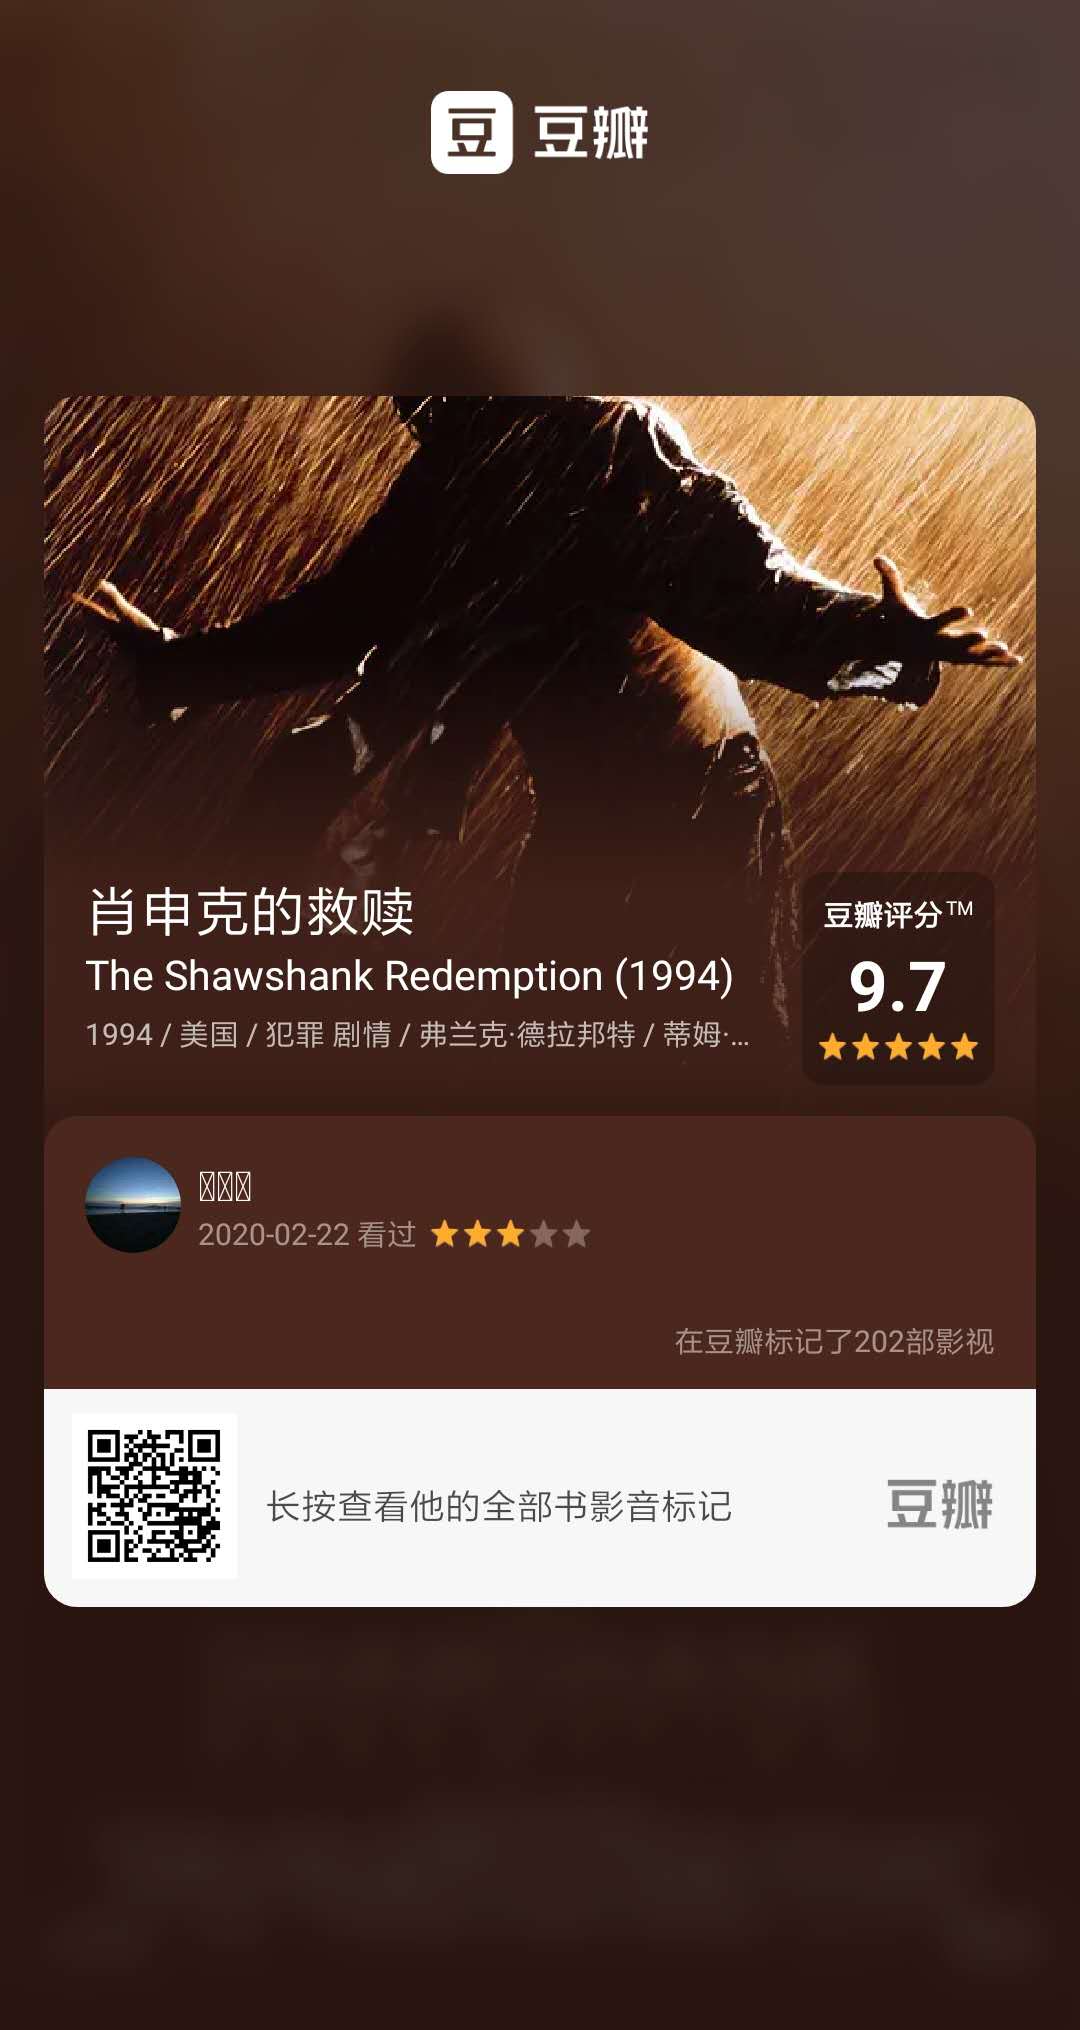 豆 豆瓣
肖申克的救赎
The Shawshank Redemption (1994)
1994 / 美国 / 犯罪 剧情 / 弗兰克·德拉邦特 / 蒂姆·...
豆瓣评分™
9.7
2020-02-22 看过
在豆瓣标记了202部影视
长按查看他的全部书影音标记
豆瓣